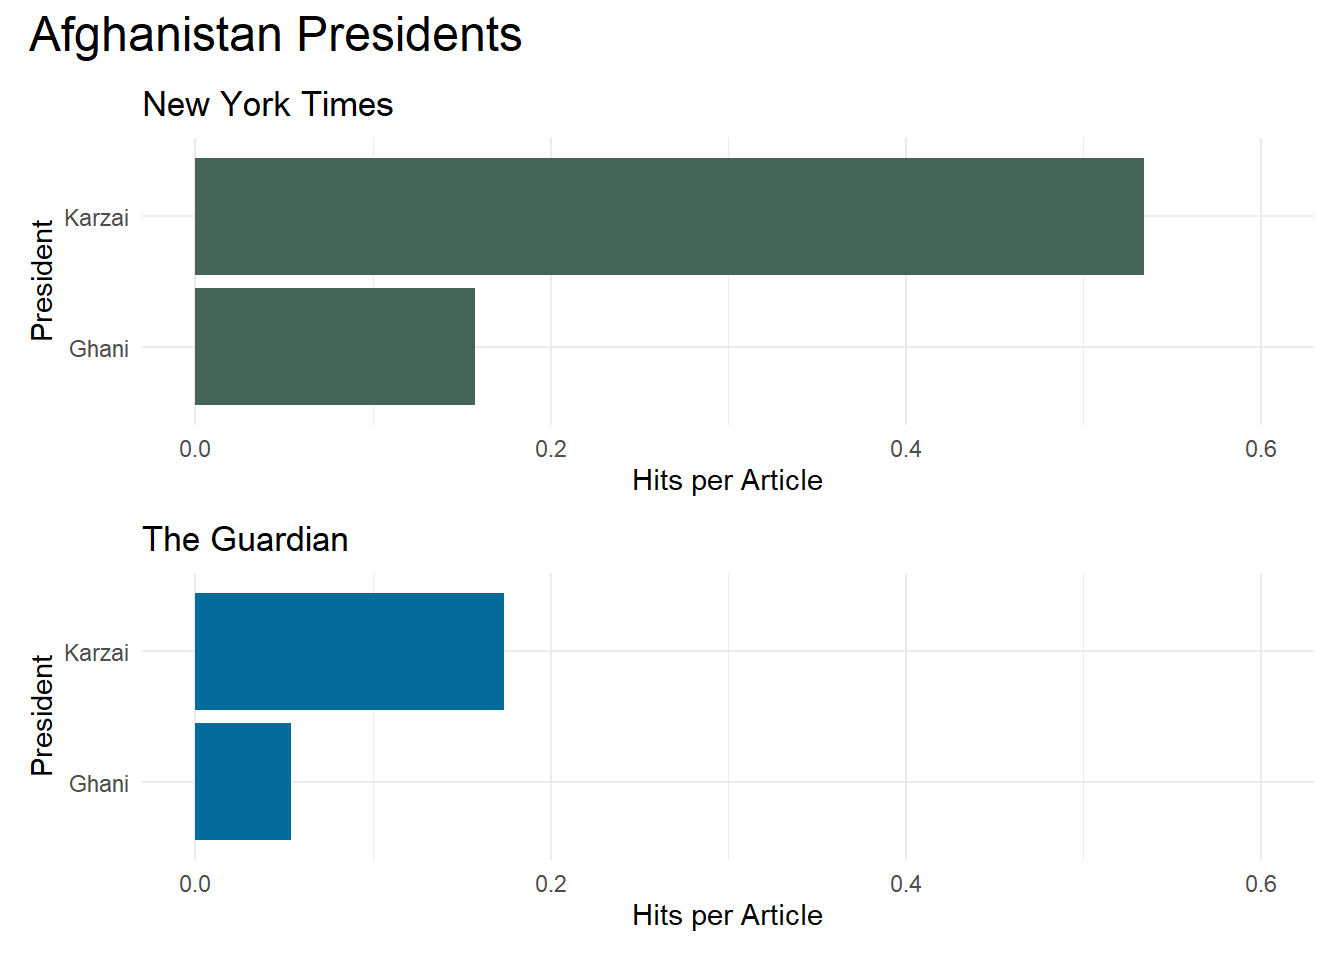 Afghanistan Presidents
New York Times
President
Karzai
Ghani
0.0 0.2 0.4 0.6
Hits per Article
The Guardian
President
Karzai
Ghani
0.0 0.2 0.4 0.6
Hits per Article